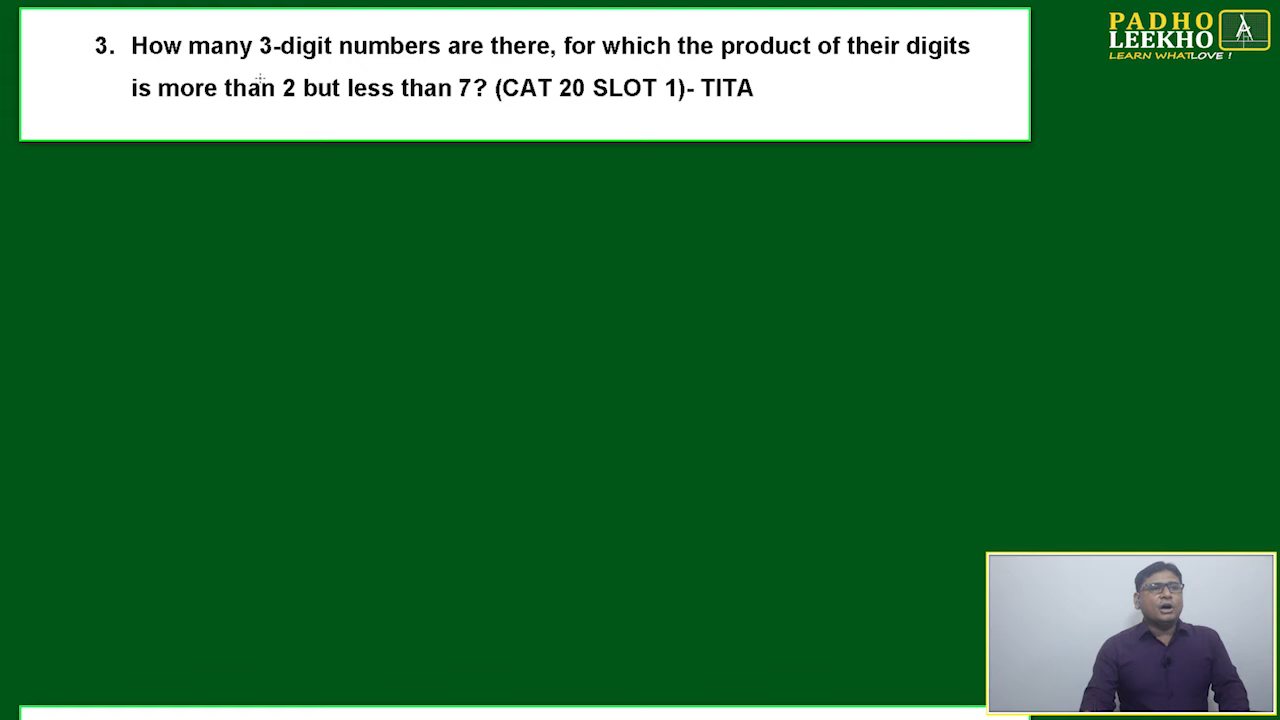 3. How many 3-digit numbers are there, for which the product of their digits
is more than 2 but less than 7? (CAT 20 SLOT 1)- TITA
PADHO
LEEKHO
LEARN WHAT LOVE !